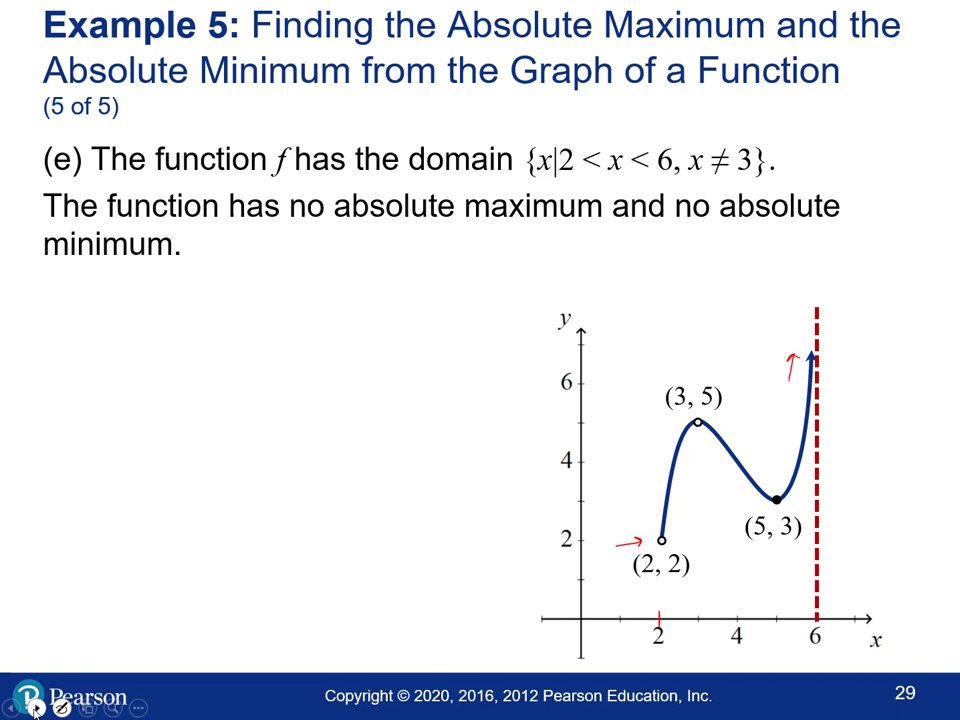 Example 5: Finding the Absolute Maximum and the
Absolute Minimum from the Graph of a Function
(5 of 5)
(e) The function f has the domain {x|2 < x < 6, x ≠ 3}.
The function has no absolute maximum and no absolute
minimum.
y
6
(3, 5)
4
(5, 3)
2
(2, 2)
2 4 6 x
Pearson
Copyright © 2020, 2016, 2012 Pearson Education, Inc.
29